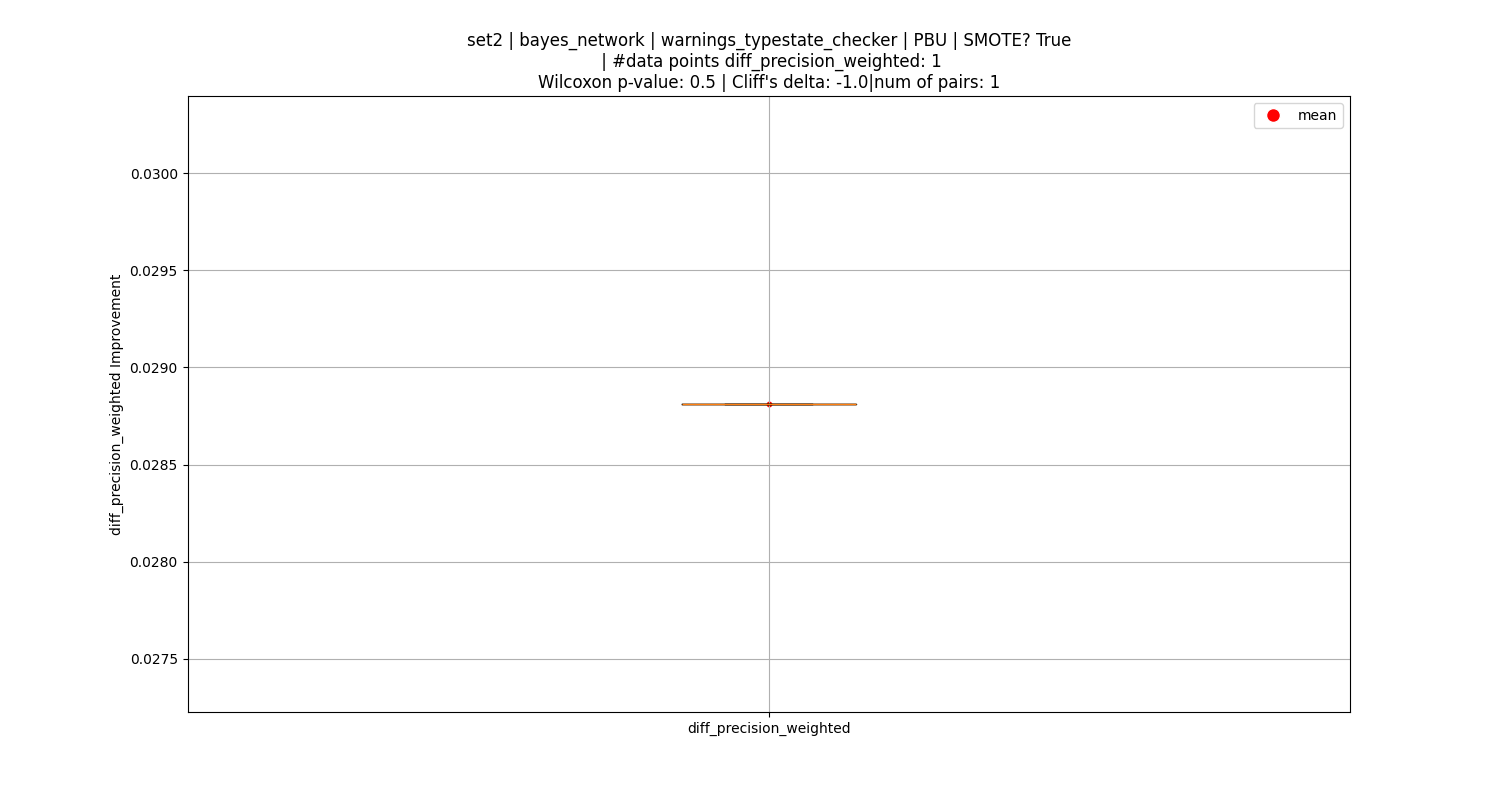 set2 | bayes_network | warnings_typestate_checker | PBU | SMOTE? True
| #data points diff_precision_weighted: 1
Wilcoxon p-value: 0.5 | Cliff's delta: -1.0|num of pairs: 1
mean
0.0300
0.0295
0.0290
0.0285
0.0280
0.0275
diff_precision_weighted Improvement
diff_precision_weighted